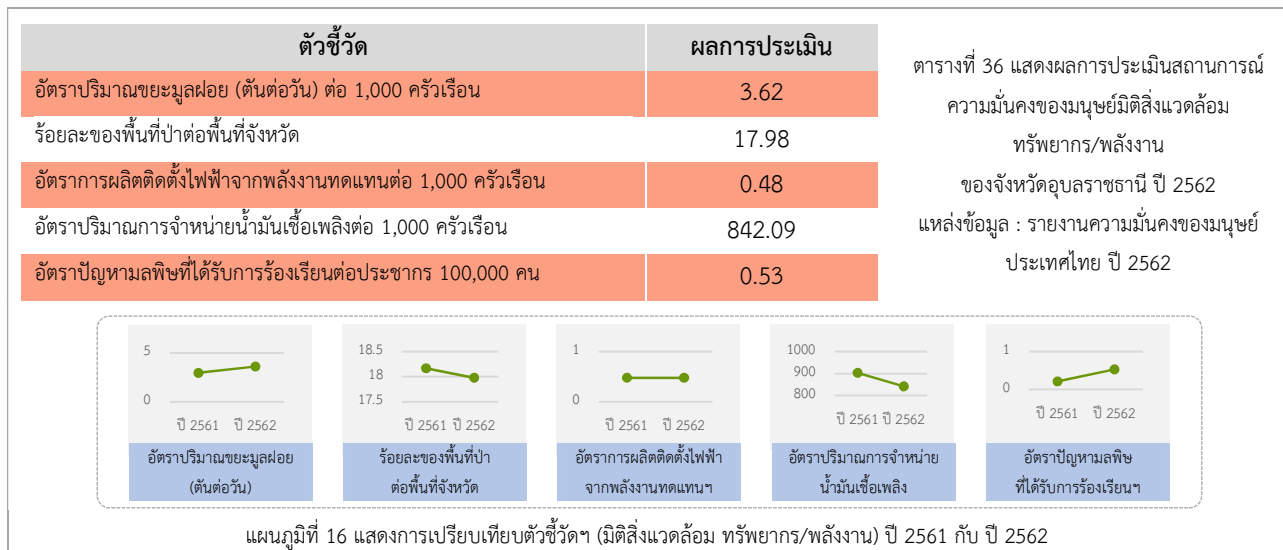 ตัวชี้วัด ผลการประเมิน
อัตราปริมาณขยะมูลฝอย (ตันต่อวัน) ต่อ 1,000 ครัวเรือน 3.62
ร้อยละของพื้นที่ป่าต่อพื้นที่จังหวัด 17.98
อัตราการผลิตติดตั้งไฟฟ้าจากพลังงานทดแทนต่อ 1,000 ครัวเรือน 0.48
อัตราปริมาณการจำหน่ายน้ำมันเชื้อเพลิงต่อ 1,000 ครัวเรือน 842.09
อัตราปัญหามลพิษที่ได้รับการร้องเรียนต่อประชากร 100,000 คน 0.53
ตารางที่ 36 แสดงผลการประเมินสถานการณ์
ความมั่นคงของมนุษย์มิติสิ่งแวดล้อม
ทรัพยากร/พลังงาน
ของจังหวัดอุบลราชธานี ปี 2562
แหล่งข้อมูล : รายงานความมั่นคงของมนุษย์
ประเทศไทย ปี 2562
5
0
ปี 2561 ปี 2562
อัตราปริมาณขยะมูลฝอย
(ตันต่อวัน)
18.5
18
17.5
ปี 2561 ปี 2562
ร้อยละของพื้นที่ป่า
ต่อพื้นที่จังหวัด
1
0
ปี 2561 ปี 2562
อัตราการผลิตติดตั้งไฟฟ้า
จากพลังงานทดแทนฯ
1000
900
800
ปี 2561 ปี 2562
อัตราปริมาณการจำหน่าย
น้ำมันเชื้อเพลิง
1
0
ปี 2561 ปี 2562
อัตราปัญหามลพิษ
ที่ได้รับการร้องเรียนฯ
แผนภูมิที่ 16 แสดงการเปรียบเทียบตัวชี้วัดฯ (มิติสิ่งแวดล้อม ทรัพยากร/พลังงาน) ปี 2561 กับ ปี 2562